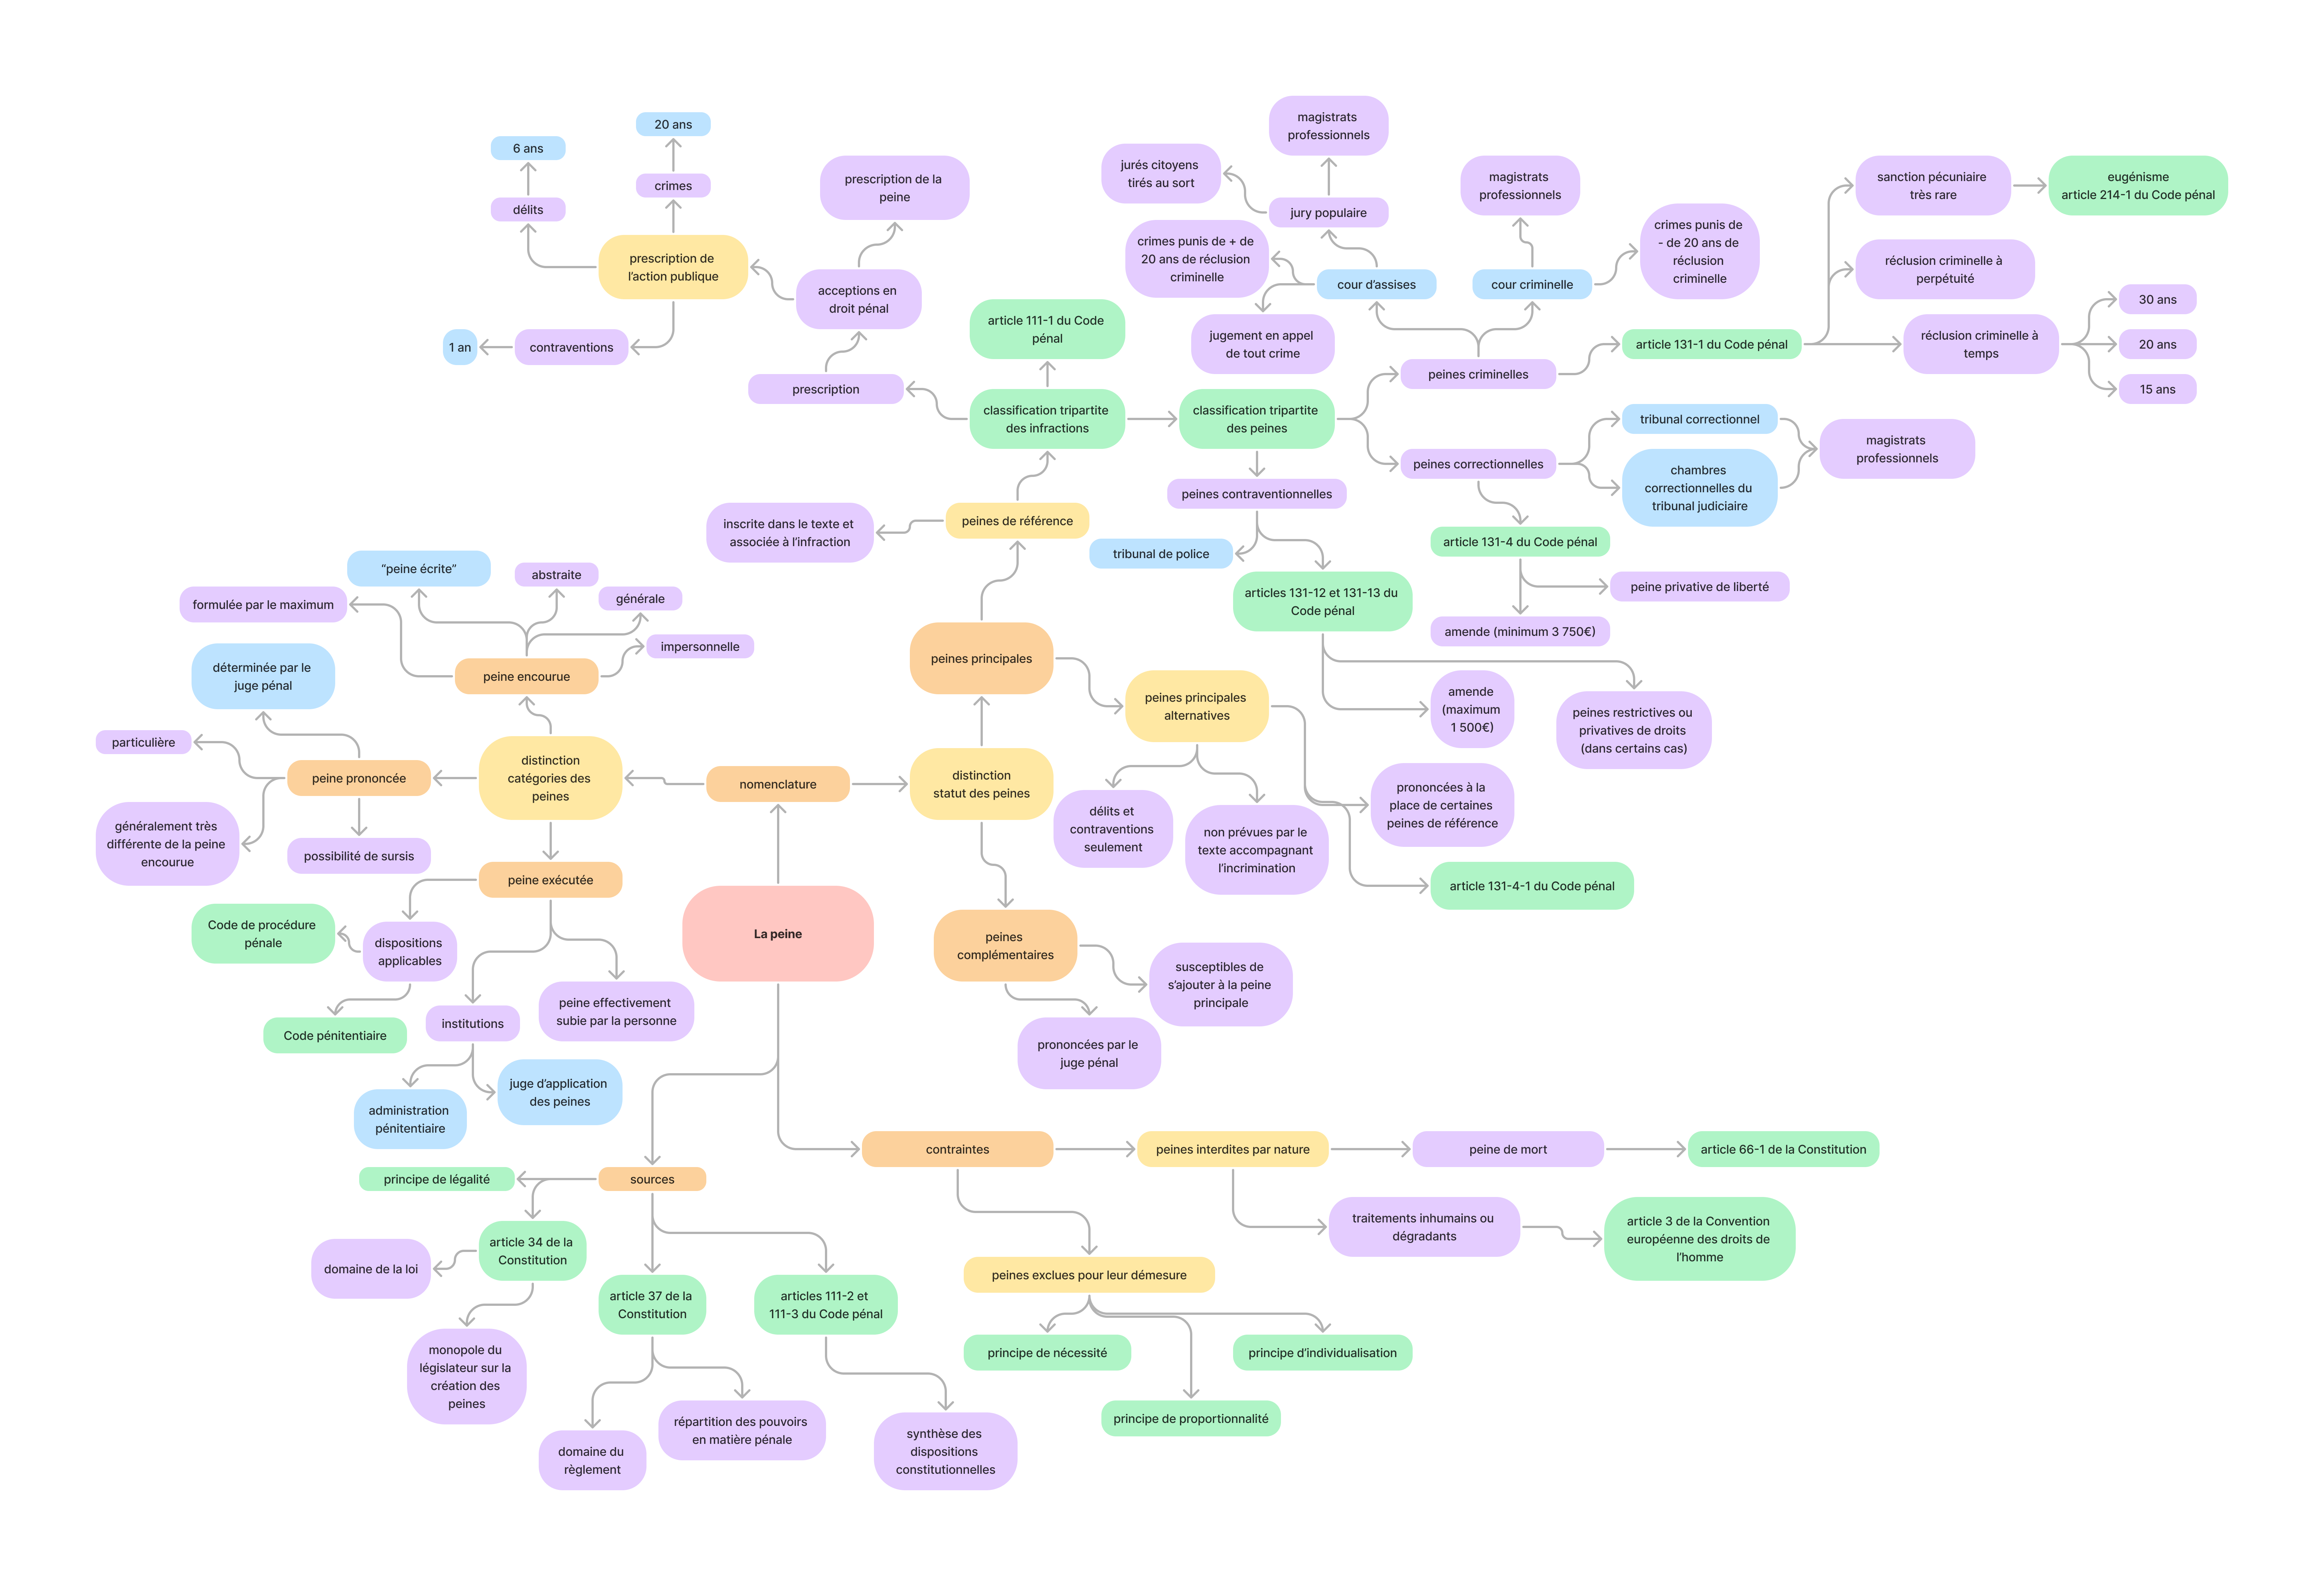 magistrats
professionnels
20 ans
6 ans
jurés citoyens
tirés au sort
magistrats
professionnels
sanction pécuniaire
très rare
eugénisme
article 214-1 du Code pénal
crimes
prescription de la
peine
délits
jury populaire
crimes punis de
- de 20 ans de
réclusion
criminelle
prescription de
l’action publique
crimes punis de + de
20 ans de réclusion
criminelle
réclusion criminelle à
perpétuité
acceptions en
droit pénal
cour d’assises
cour criminelle
30 ans
article 111-1 du Code
pénal
jugement en appel
de tout crime
1 an
contraventions
article 131-1 du Code pénal
réclusion criminelle à
temps
20 ans
prescription
peines criminelles
15 ans
classification tripartite
des infractions
classification tripartite
des peines
tribunal correctionnel
magistrats
professionnels
peines correctionnelles
chambres
correctionnelles du
tribunal judiciaire
peines contraventionnelles
inscrite dans le texte et
associée à l’infraction
peines de référence
tribunal de police
article 131-4 du Code pénal
“peine écrite”
abstraite
formulée par le maximum
générale
articles 131-12 et 131-13 du
Code pénal
peine privative de liberté
amende (minimum 3 750€)
impersonnelle
déterminée par le
juge pénal
peine encourue
peines principales
peines principales
alternatives
amende
(maximum
1 500€)
peines restrictives ou
privatives de droits
(dans certains cas)
particulière
peine prononcée
distinction
catégories des
peines
nomenclature
distinction
statut des peines
prononcées à la
place de certaines
peines de référence
généralement très
différente de la peine
encourue
possibilité de sursis
délits et
contraventions
seulement
non prévues par le
texte accompagnant
l’incrimination
peine exécutée
article 131-4-1 du Code pénal
Code de procédure
pénale
dispositions
applicables
La peine
peines
complémentaires
susceptibles de
s’ajouter à la peine
principale
Code pénitentiaire
institutions
peine effectivement
subie par la personne
prononcées par le
juge pénal
administration
pénitentiaire
juge d’application
des peines
contraintes
peines interdites par nature
peine de mort
article 66-1 de la Constitution
principe de légalité
sources
traitements inhumains ou
dégradants
article 3 de la Convention
européenne des droits de
l’homme
domaine de la loi
article 34 de la
Constitution
article 37 de la
Constitution
articles 111-2 et
111-3 du Code pénal
peines exclues pour leur démesure
monopole du
législateur sur la
création des
peines
principe de nécessité
principe d’individualisation
principe de proportionnalité
domaine du
règlement
répartition des pouvoirs
en matière pénale
synthèse des
dispositions
constitutionnelles